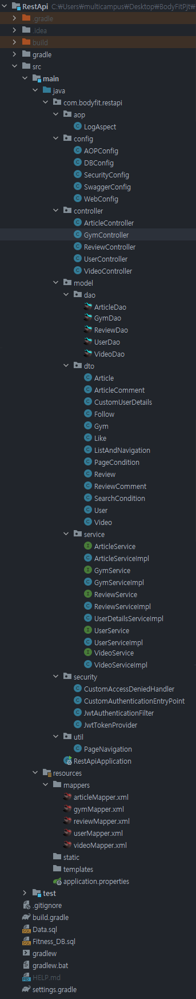 RestApi C:₩Users₩multicampus₩Desktop₩BodyFitPjt₩
.gradle
.idea
build
gradle
src
main
java
com.bodyfit.restapi
aop
LogAspect
config
AOPConfig
DBConfig
SecurityConfig
SwaggerConfig
WebConfig
controller
ArticleController
GymController
ReviewController
UserController
VideoController
model
dao
ArticleDao
GymDao
ReviewDao
UserDao
VideoDao
dto
Article
ArticleComment
CustomUserDetails
Follow
Gym
Like
ListAndNavigation
PageCondition
Review
ReviewComment
SearchCondition
User
Video
service
ArticleService
ArticleServiceImpl
GymService
GymServiceImpl
ReviewService
ReviewServiceImpl
UserDetailsServiceImpl
UserService
UserServiceImpl
VideoService
VideoServiceImpl
security
CustomAccessDeniedHandler
CustomAuthenticationEntryPoint
JwtAuthenticationFilter
JwtTokenProvider
util
PageNavigation
RestApiApplication
resources
mappers
articleMapper.xml
gymMapper.xml
reviewMapper.xml
userMapper.xml
videoMapper.xml
static
templates
application.properties
test
.gitignore
build.gradle
Data.sql
Fitness_DB.sql
gradlew
gradlew.bat
HELP.md
settings.gradle